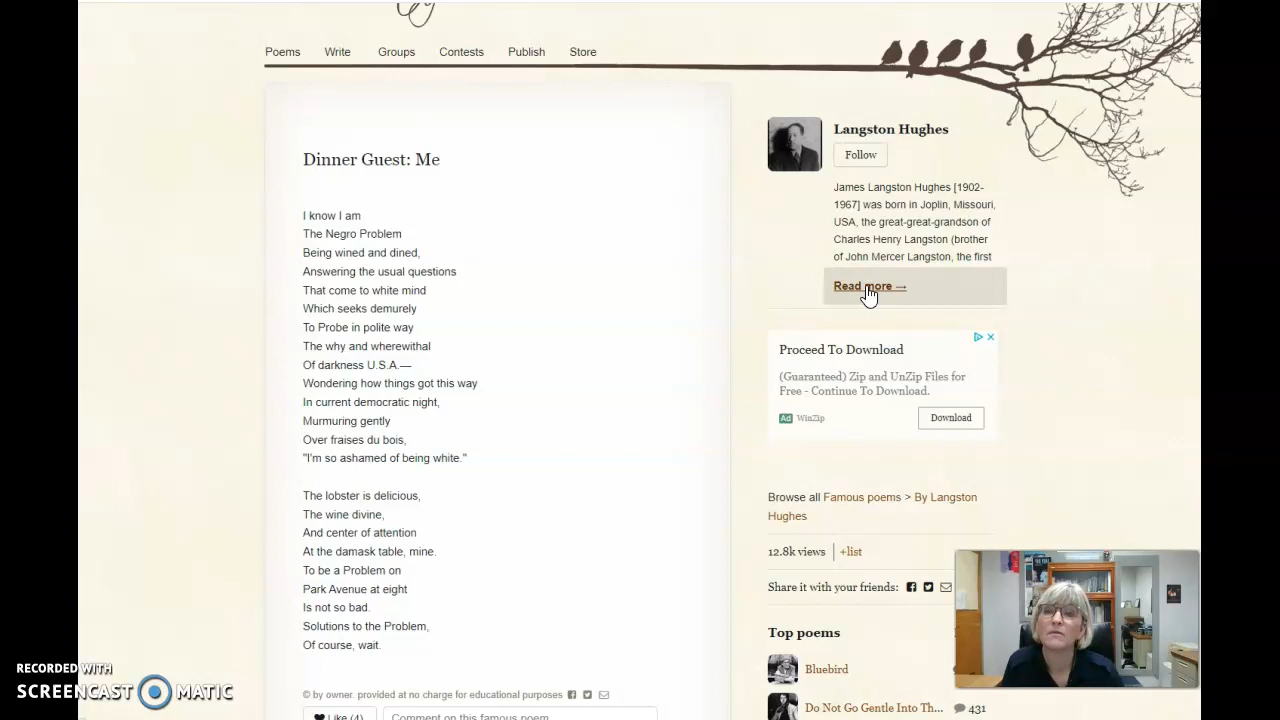 Poems Write Groups Contests Publish Store
Dinner Guest: Me
I know I am
The Negro Problem
Being wined and dined,
Answering the usual questions
That come to white mind
Which seeks demurely
To Probe in polite way
The why and wherewithal
Of darkness U.S.A.—
Wondering how things got this way
In current democratic night,
Murmuring gently
Over fraises du bois,
"I'm so ashamed of being white."
The lobster is delicious,
The wine divine,
And center of attention
At the damask table, mine.
To be a Problem on
Park Avenue at eight
Is not so bad.
Solutions to the Problem,
Of course, wait.
© by owner. provided at no charge for educational purposes
Like (4) Comment on this famous poem
Langston Hughes
Follow
James Langston Hughes [1902-
1967] was born in Joplin, Missouri,
USA, the great-great-grandson of
Charles Henry Langston (brother
of John Mercer Langston, the first
Read more →
Proceed To Download
(Guaranteed) Zip and UnZip Files for
Free - Continue To Download.
Ad WinZip Download
Browse all Famous poems > By Langston
Hughes
12.8k views +list
Share it with your friends:
Top poems
Bluebird
Do Not Go Gentle Into Th... 431
RECORDED WITH
SCREENCAST MATIC